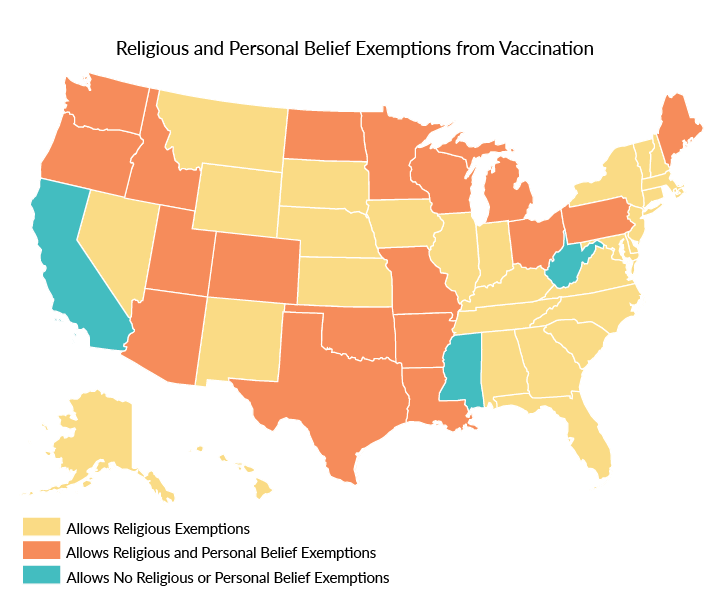 Religious and Personal Belief Exemptions from Vaccination
Allows Religious Exemptions
Allows Religious and Personal Belief Exemptions
Allows No Religious or Personal Belief Exemptions